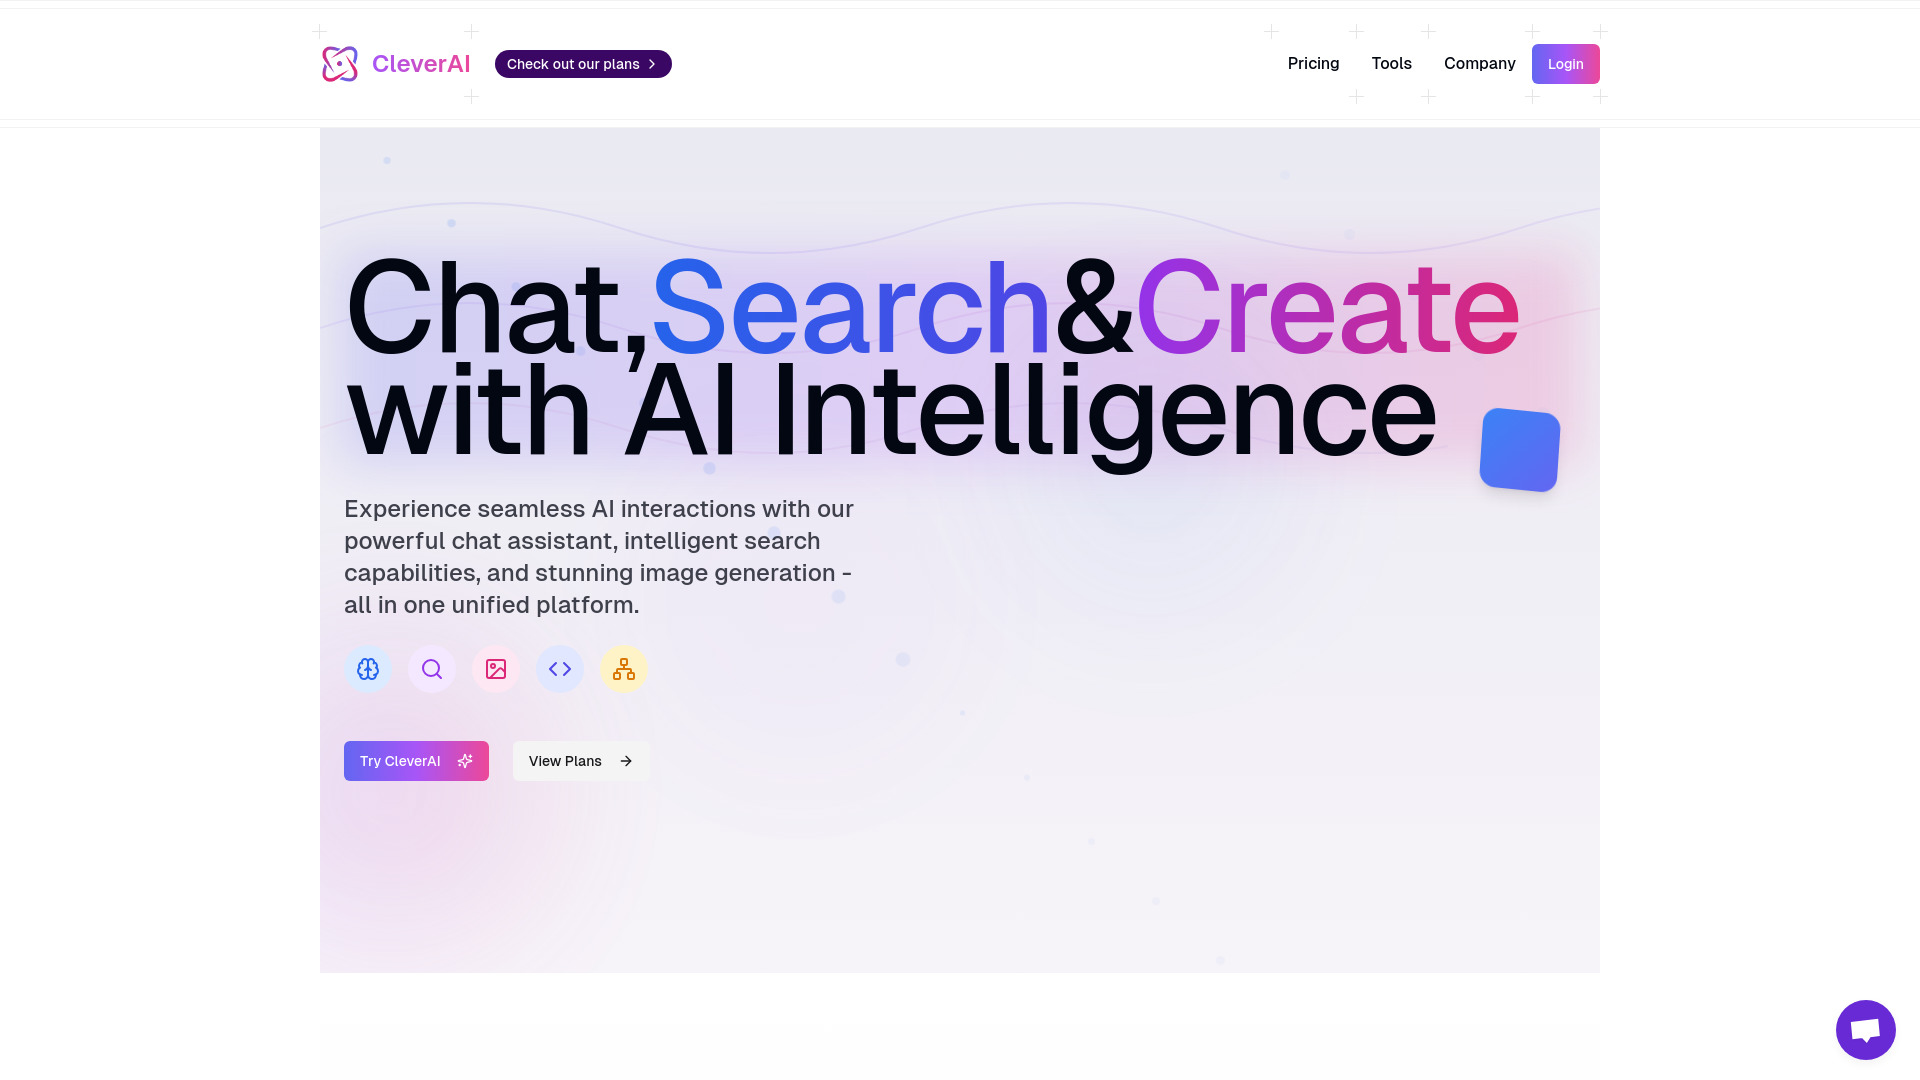 CleverAI
Check out our plans
Pricing
Tools
Company
Login
Chat,Search&Create
with AI Intelligence
Experience seamless AI interactions with our
powerful chat assistant, intelligent search
capabilities, and stunning image generation -
all in one unified platform.
Try CleverAI
View Plans